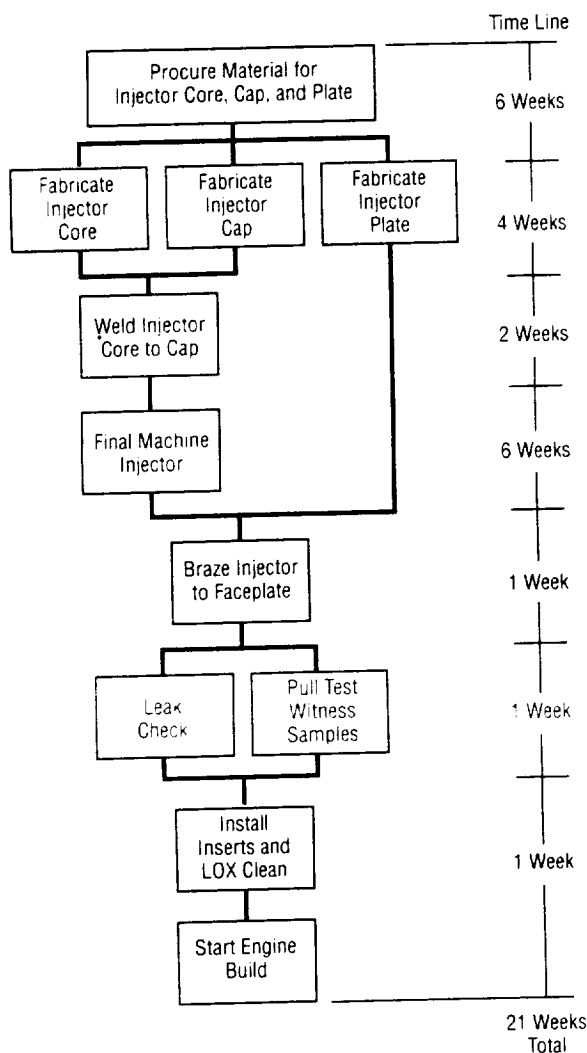 Time Line
Procure Material for
Injector Core, Cap, and Plate
6 Weeks
Fabricate
Injector
Core
Fabricate
Injector
Cap
Fabricate
Injector
Plate
4 Weeks
Weld Injector
Core to Cap
2 Weeks
Final Machine
Injector
6 Weeks
Braze Injector
to Faceplate
1 Week
Leak
Check
Pull Test
Witness
Samples
1 Week
Install
Inserts and
LOX Clean
1 Week
Start Engine
Build
21 Weeks
Total